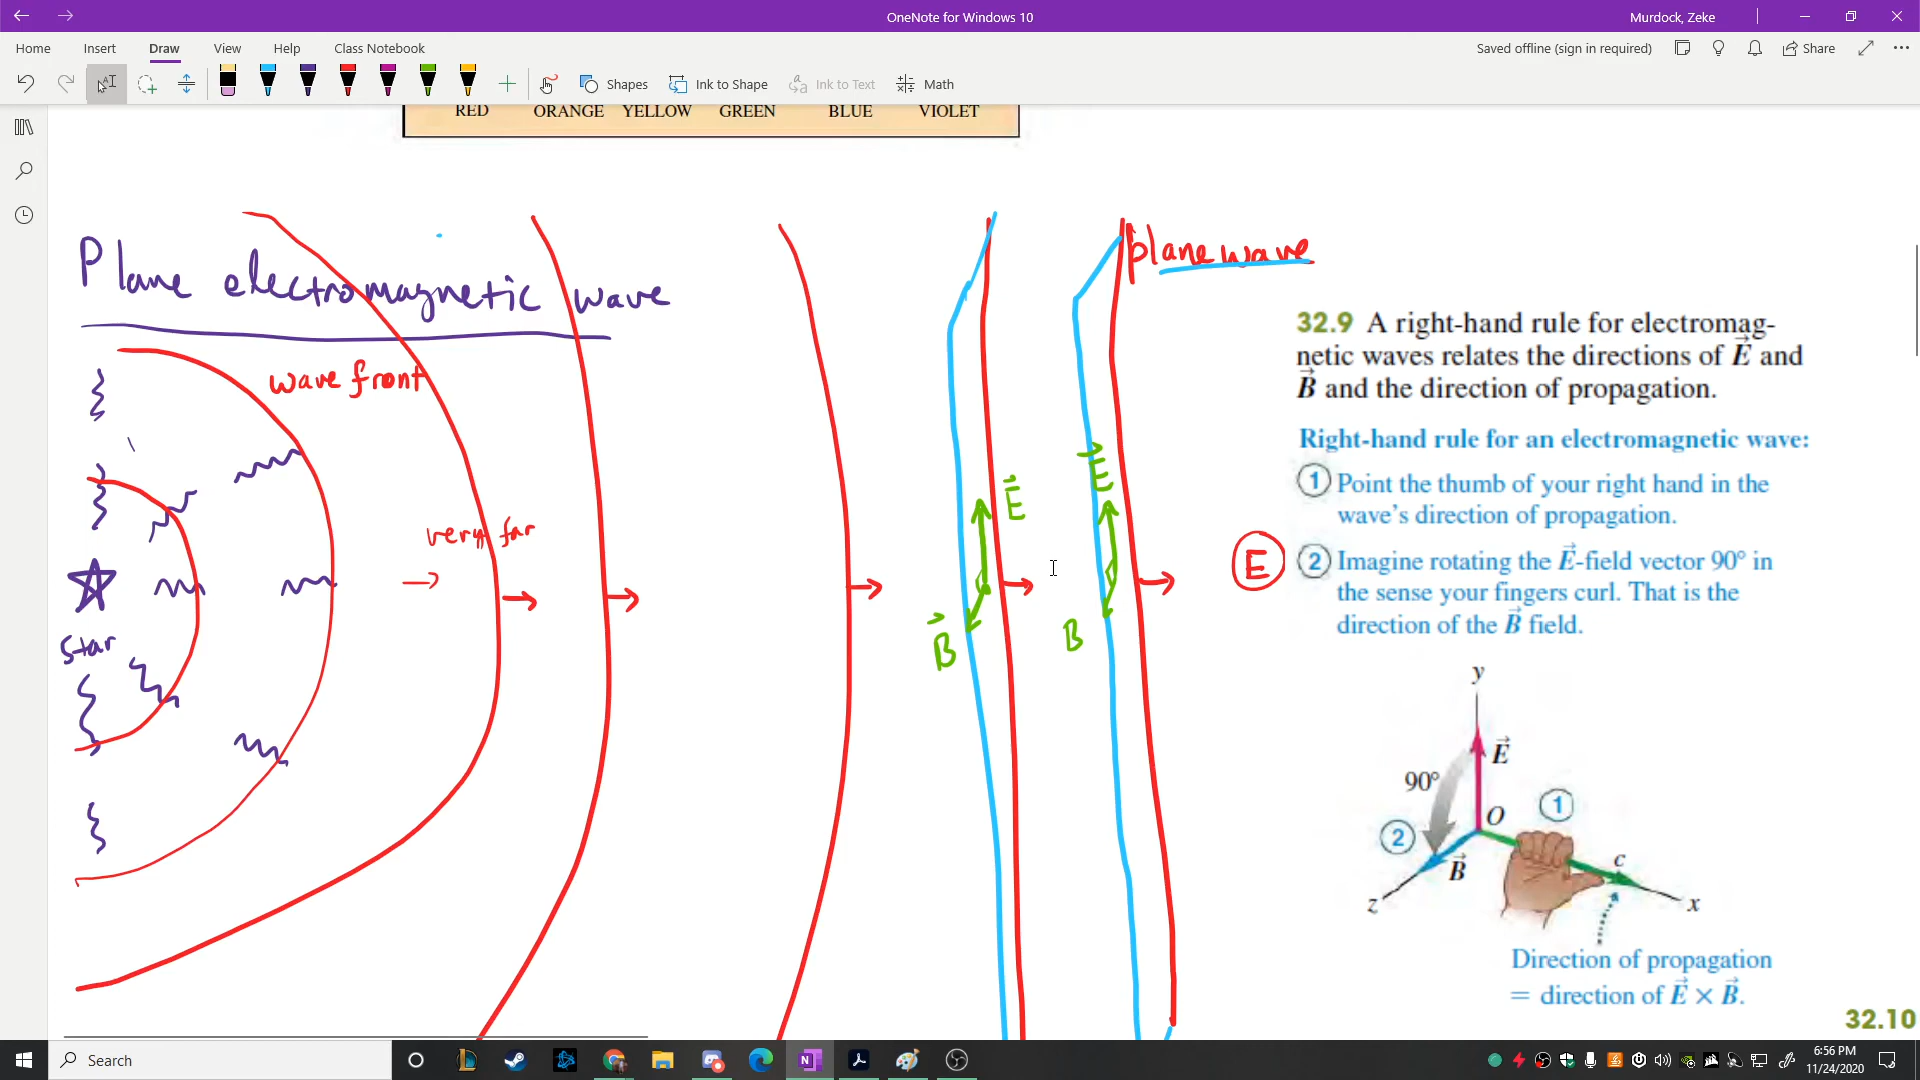 OneNote for Windows 10
Murdock, Zeke
Home Insert Draw View Help Class Notebook
Saved offline (sign in required)
Share
Shapes
Ink to Shape
Ink to Text
Math
RED ORANGE YELLOW GREEN BLUE VIOLET
Plane electromagnetic wave
plane wave
wave front
very far
star
E
B
E
B
E
32.9 A right-hand rule for electromag-
netic waves relates the directions of E and
B and the direction of propagation.
Right-hand rule for an electromagnetic wave:
1 Point the thumb of your right hand in the
wave's direction of propagation.
2 Imagine rotating the E-field vector 90° in
the sense your fingers curl. That is the
direction of the B field.
y
E
90°
O
1
2
B
c
z
x
Direction of propagation
= direction of E × B.
32.10
Search
6:56 PM
11/24/2020